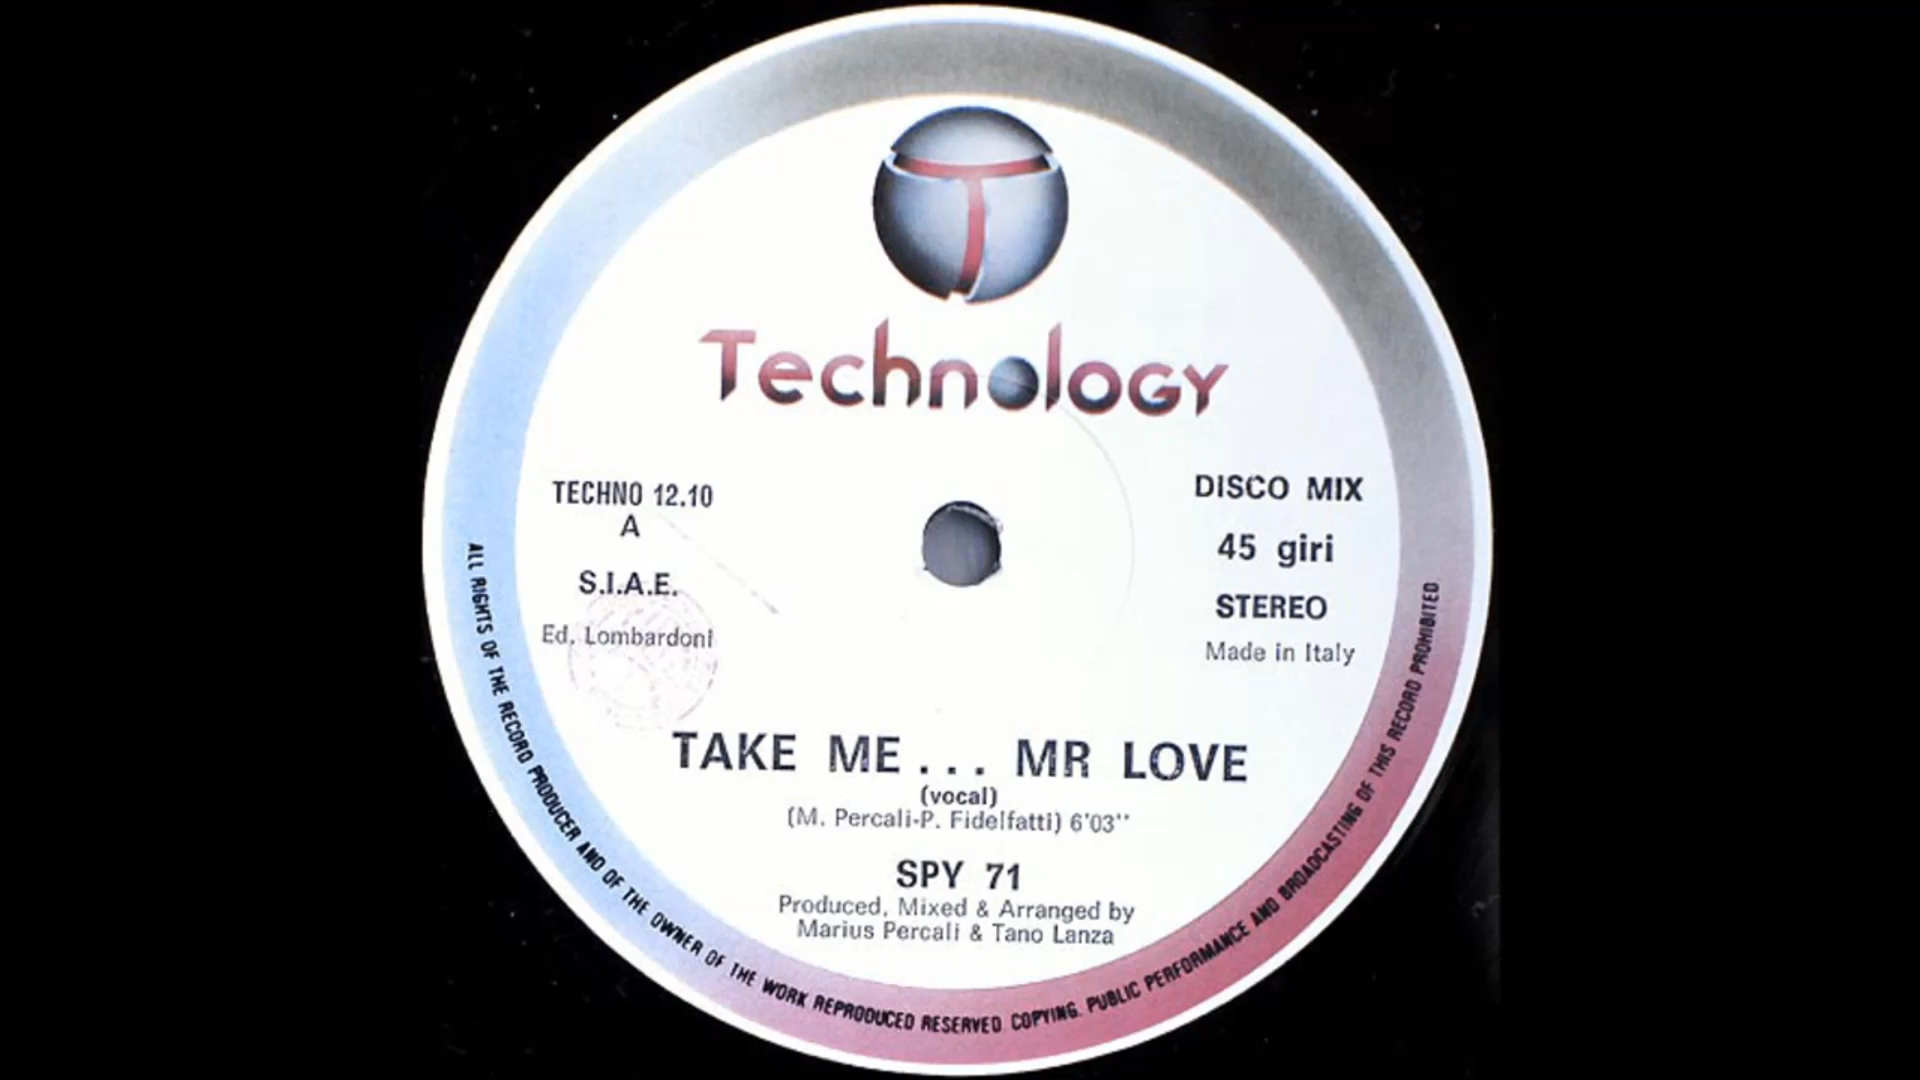 Technology
TECHNO 12.10
A
S.I.A.E.
Ed. Lombardoni
DISCO MIX
45 giri
STEREO
Made in Italy
TAKE ME... MR LOVE
(vocal)
(M. Percali-P. Fidelfatti) 6'03''
SPY 71
Produced, Mixed & Arranged by
Marius Percali & Tano Lanza
ALL RIGHTS OF THE RECORD PRODUCER AND OF THE OWNER OF THE WORK REPRODUCED RESERVED COPYING. PUBLIC PERFORMANCE AND BROADCASTING OF THIS RECORD PROHIBITED